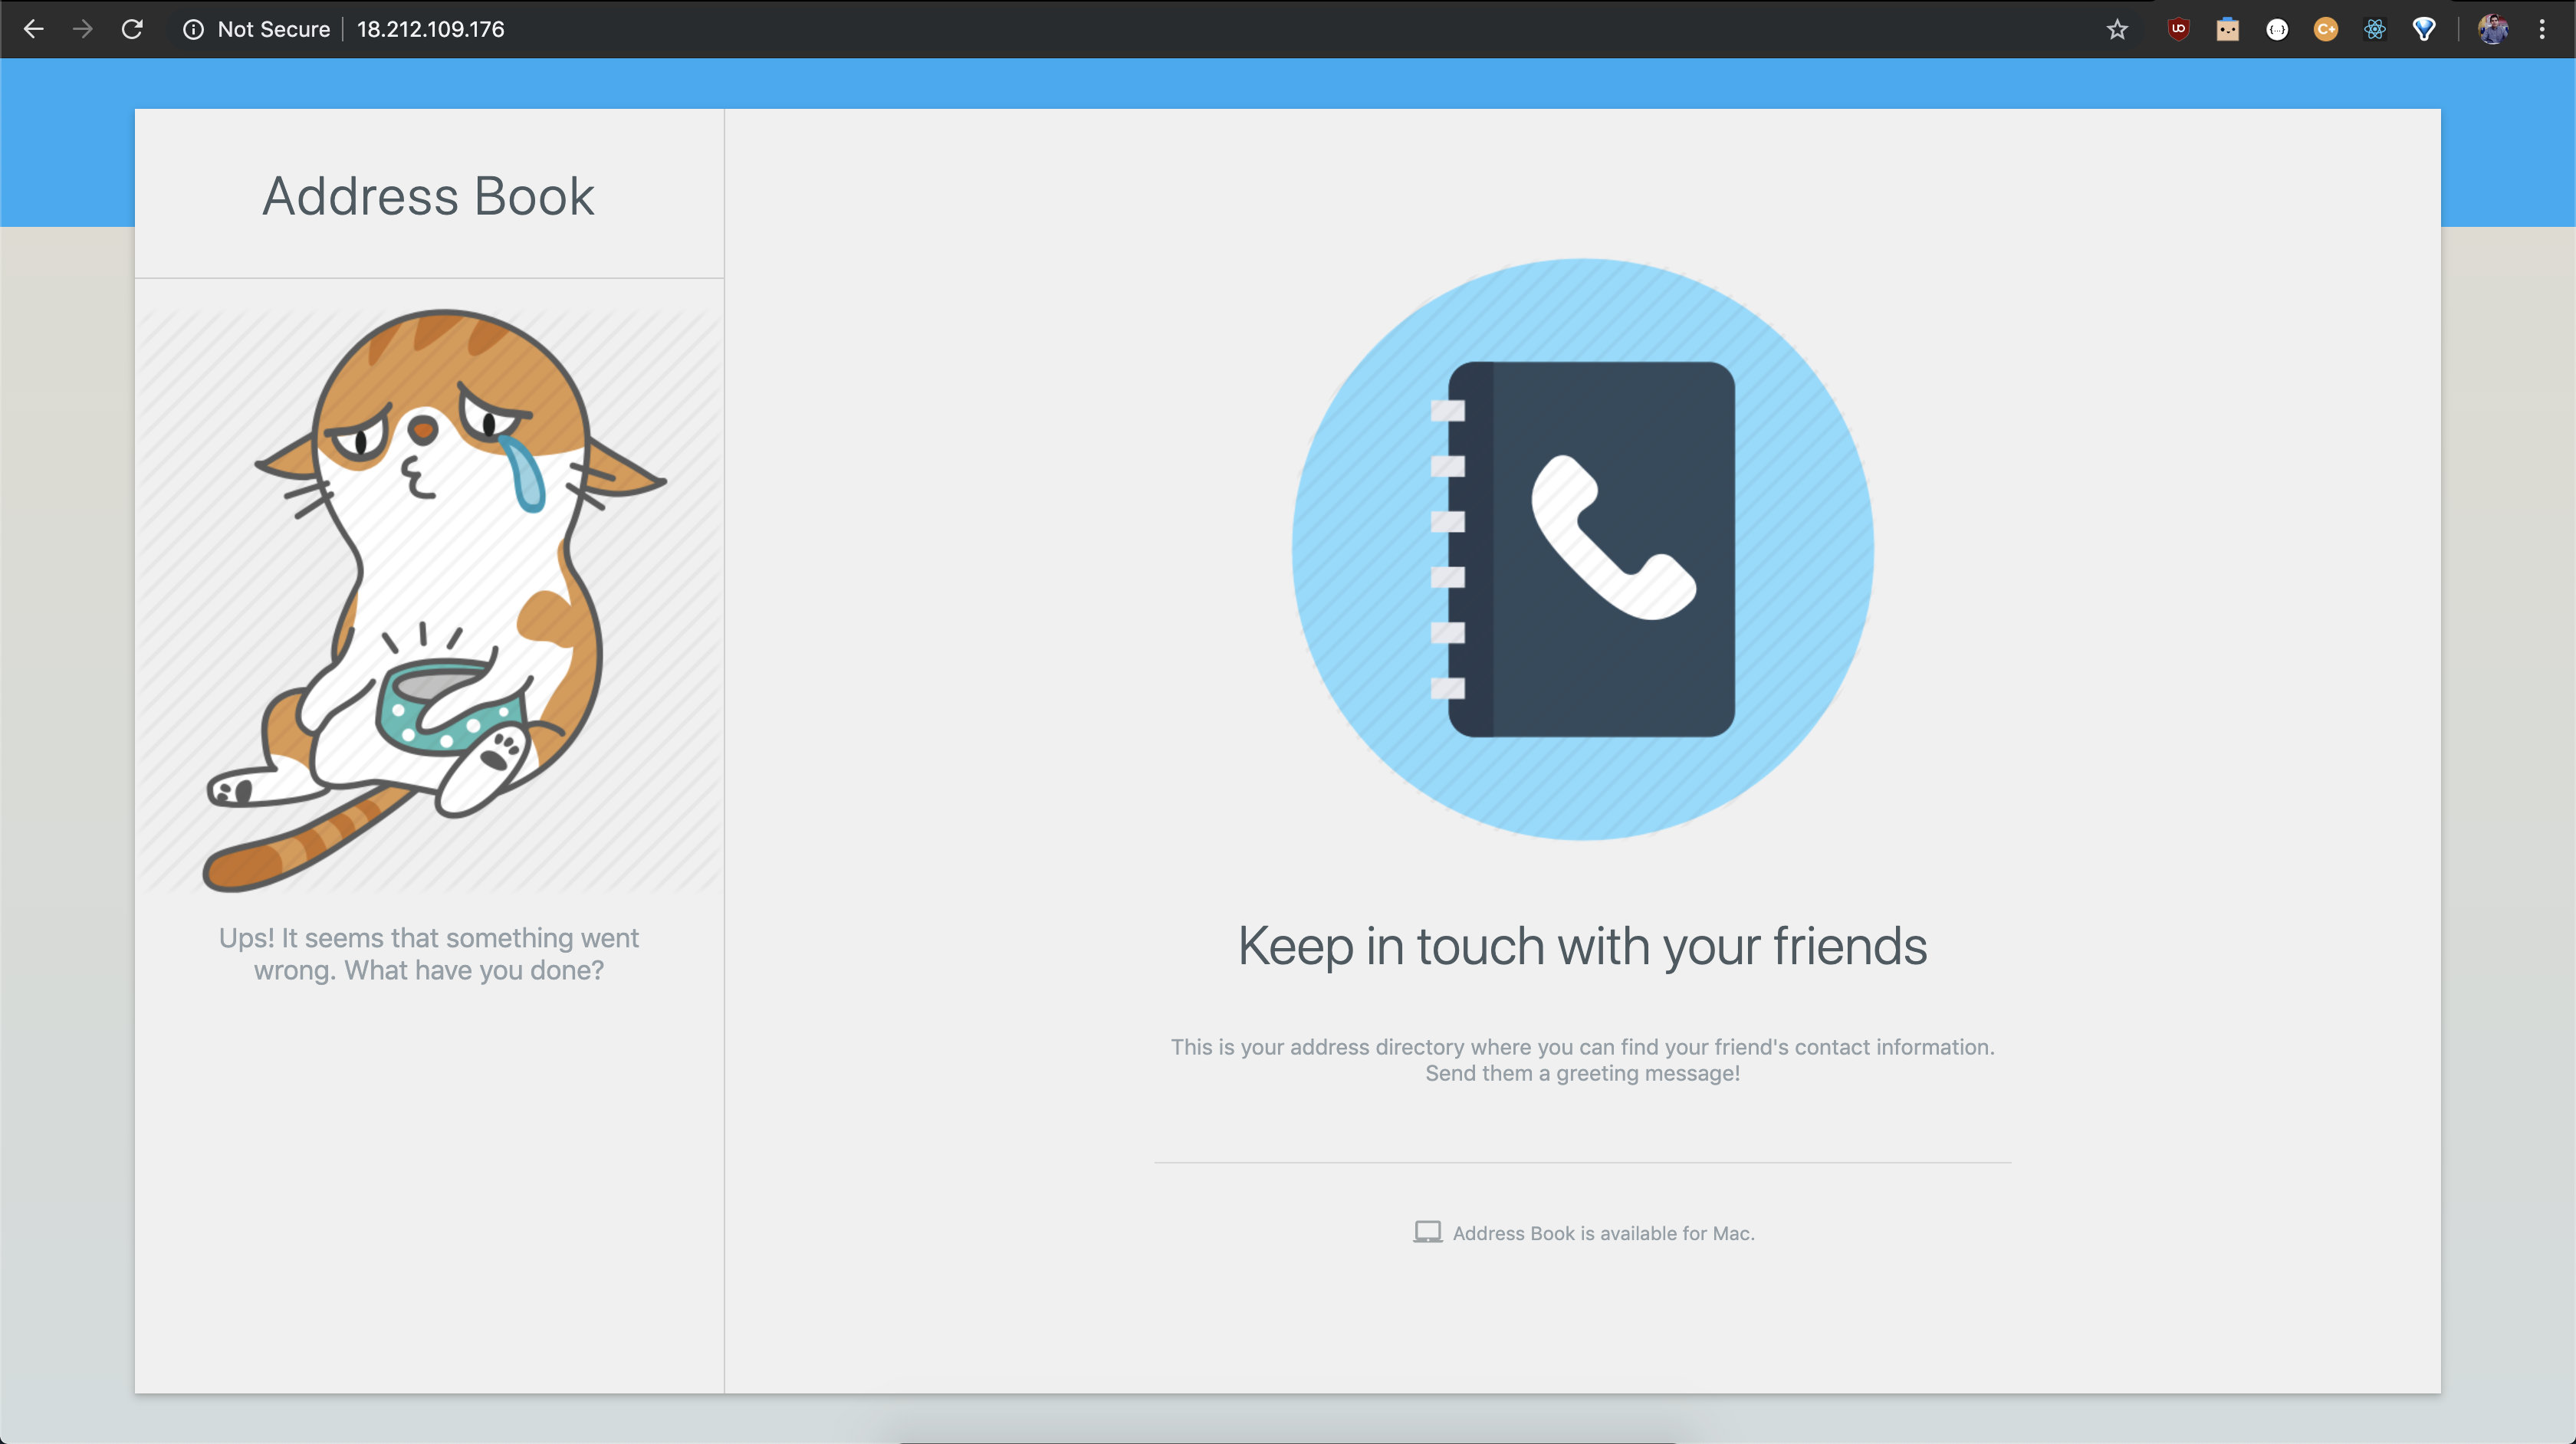 Not Secure
18.212.109.176
Address Book
Ups! It seems that something went
wrong. What have you done?
Keep in touch with your friends
This is your address directory where you can find your friend's contact information.
Send them a greeting message!
Address Book is available for Mac.